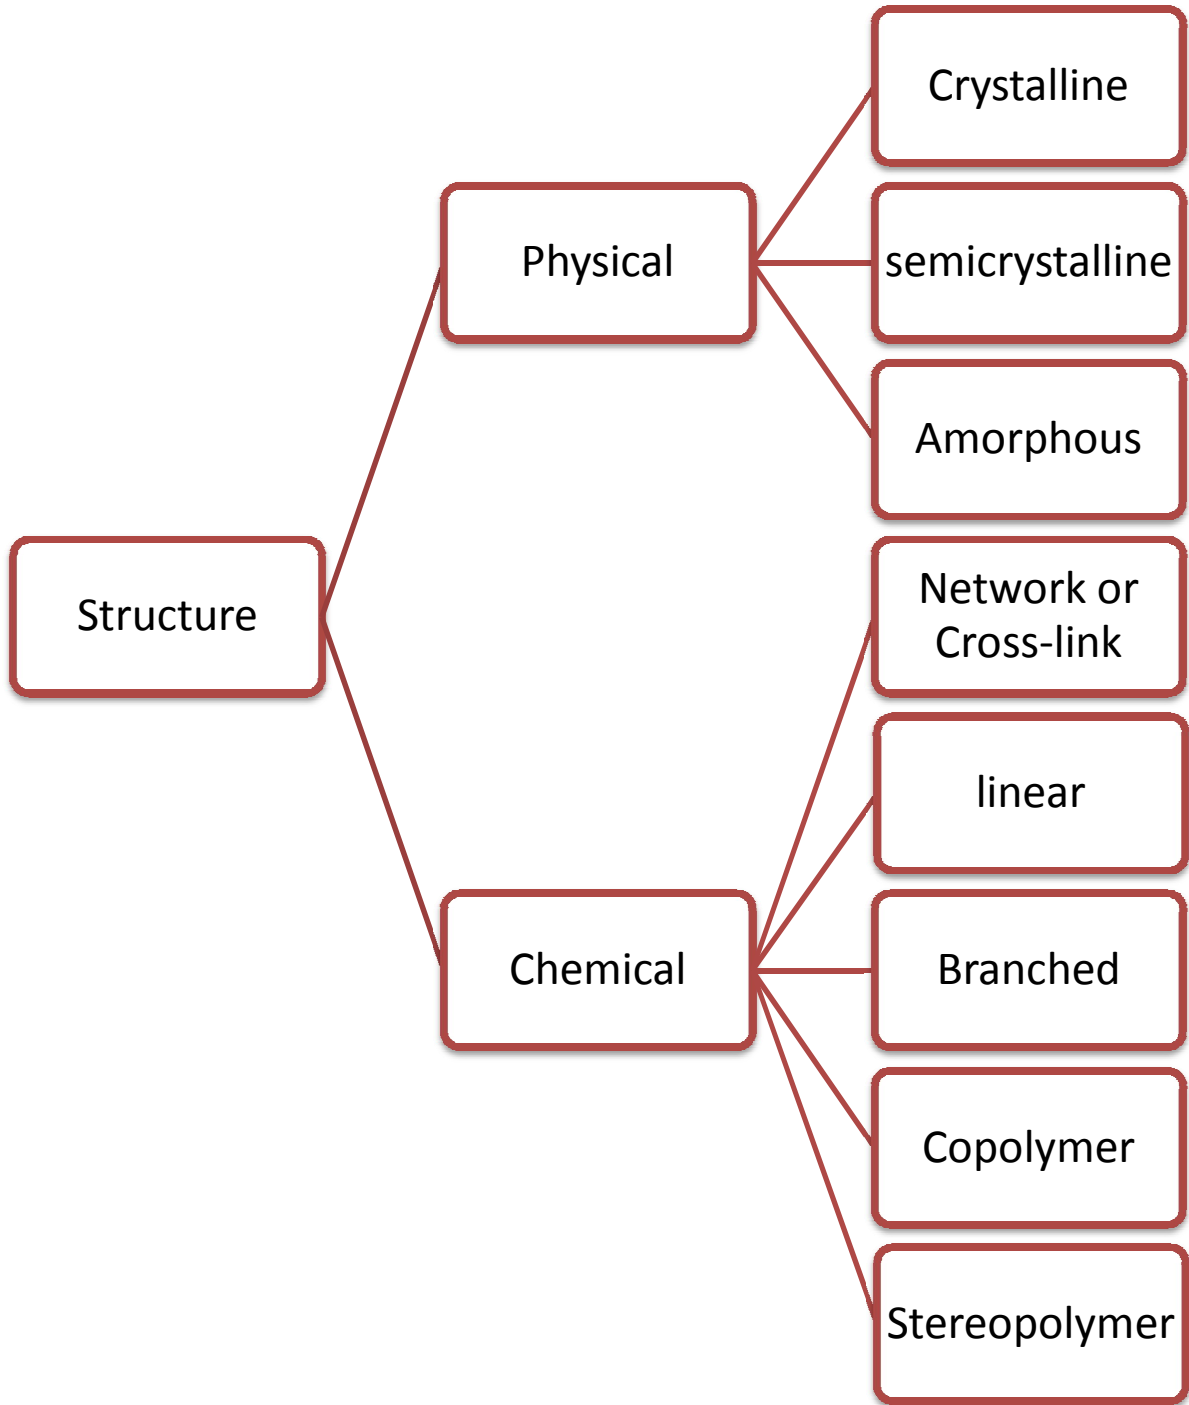 Crystalline
Physical
semicrystalline
Amorphous
Structure
Network or
Cross-link
linear
Chemical
Branched
Copolymer
Stereopolymer